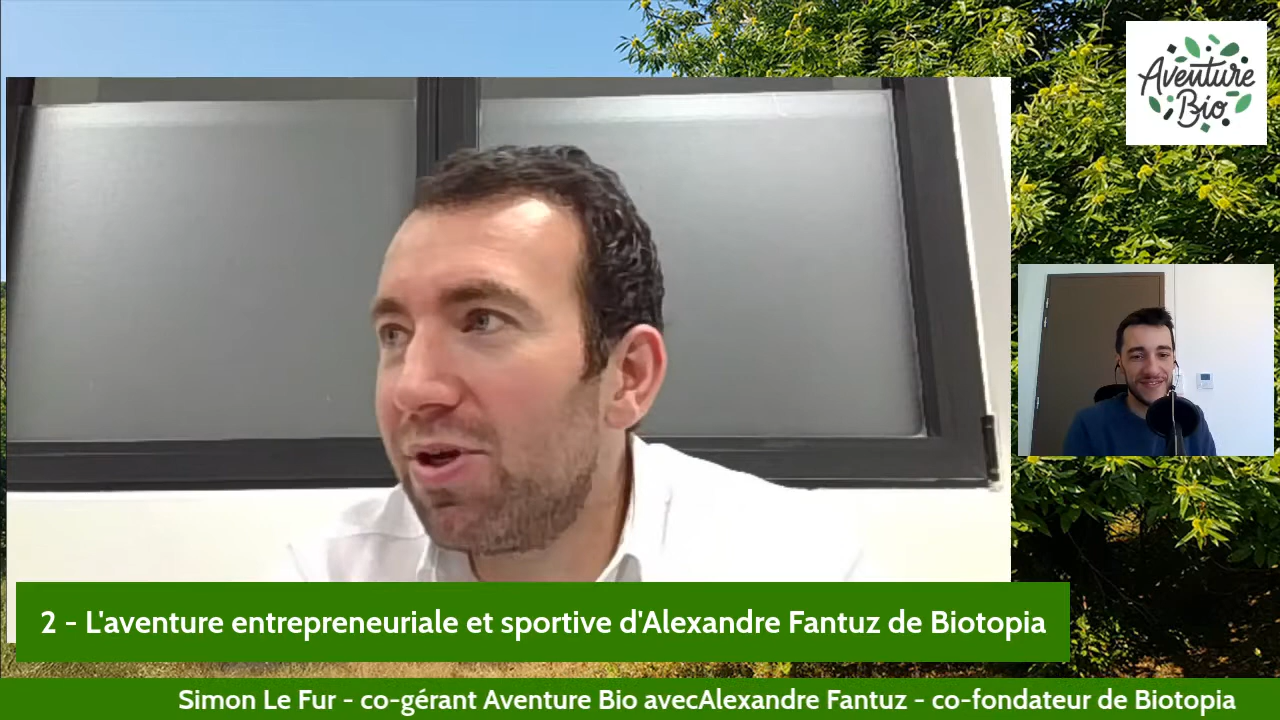 Aventure
Bio
2 - L'aventure entrepreneuriale et sportive d'Alexandre Fantuz de Biotopia
Simon Le Fur - co-gérant Aventure Bio avecAlexandre Fantuz - co-fondateur de Biotopia